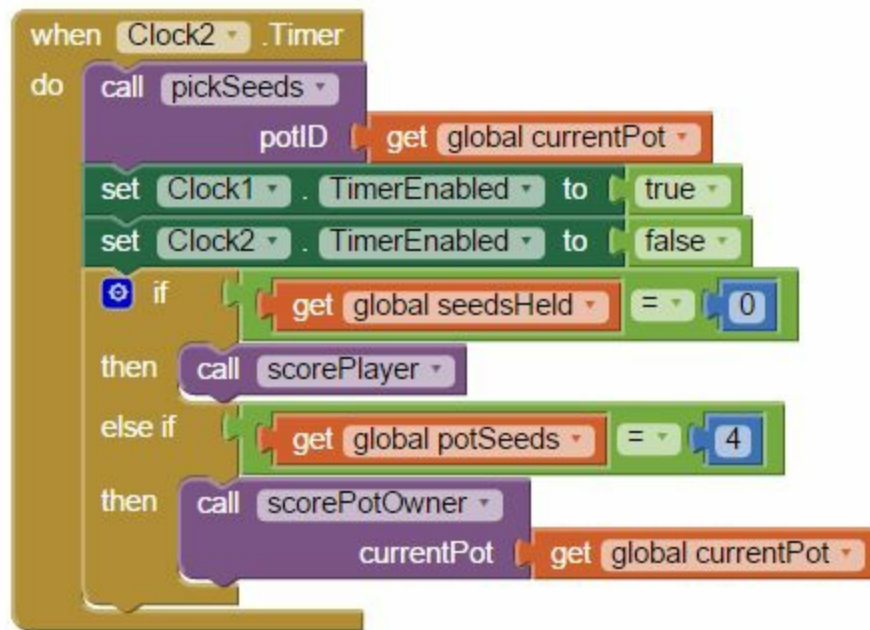 when Clock2 .Timer
do call pickSeeds
potID get global currentPot
set Clock1 . TimerEnabled to true
set Clock2 . TimerEnabled to false
if get global seedsHeld = 0
then call scorePlayer
else if get global potSeeds = 4
then call scorePotOwner
currentPot get global currentPot